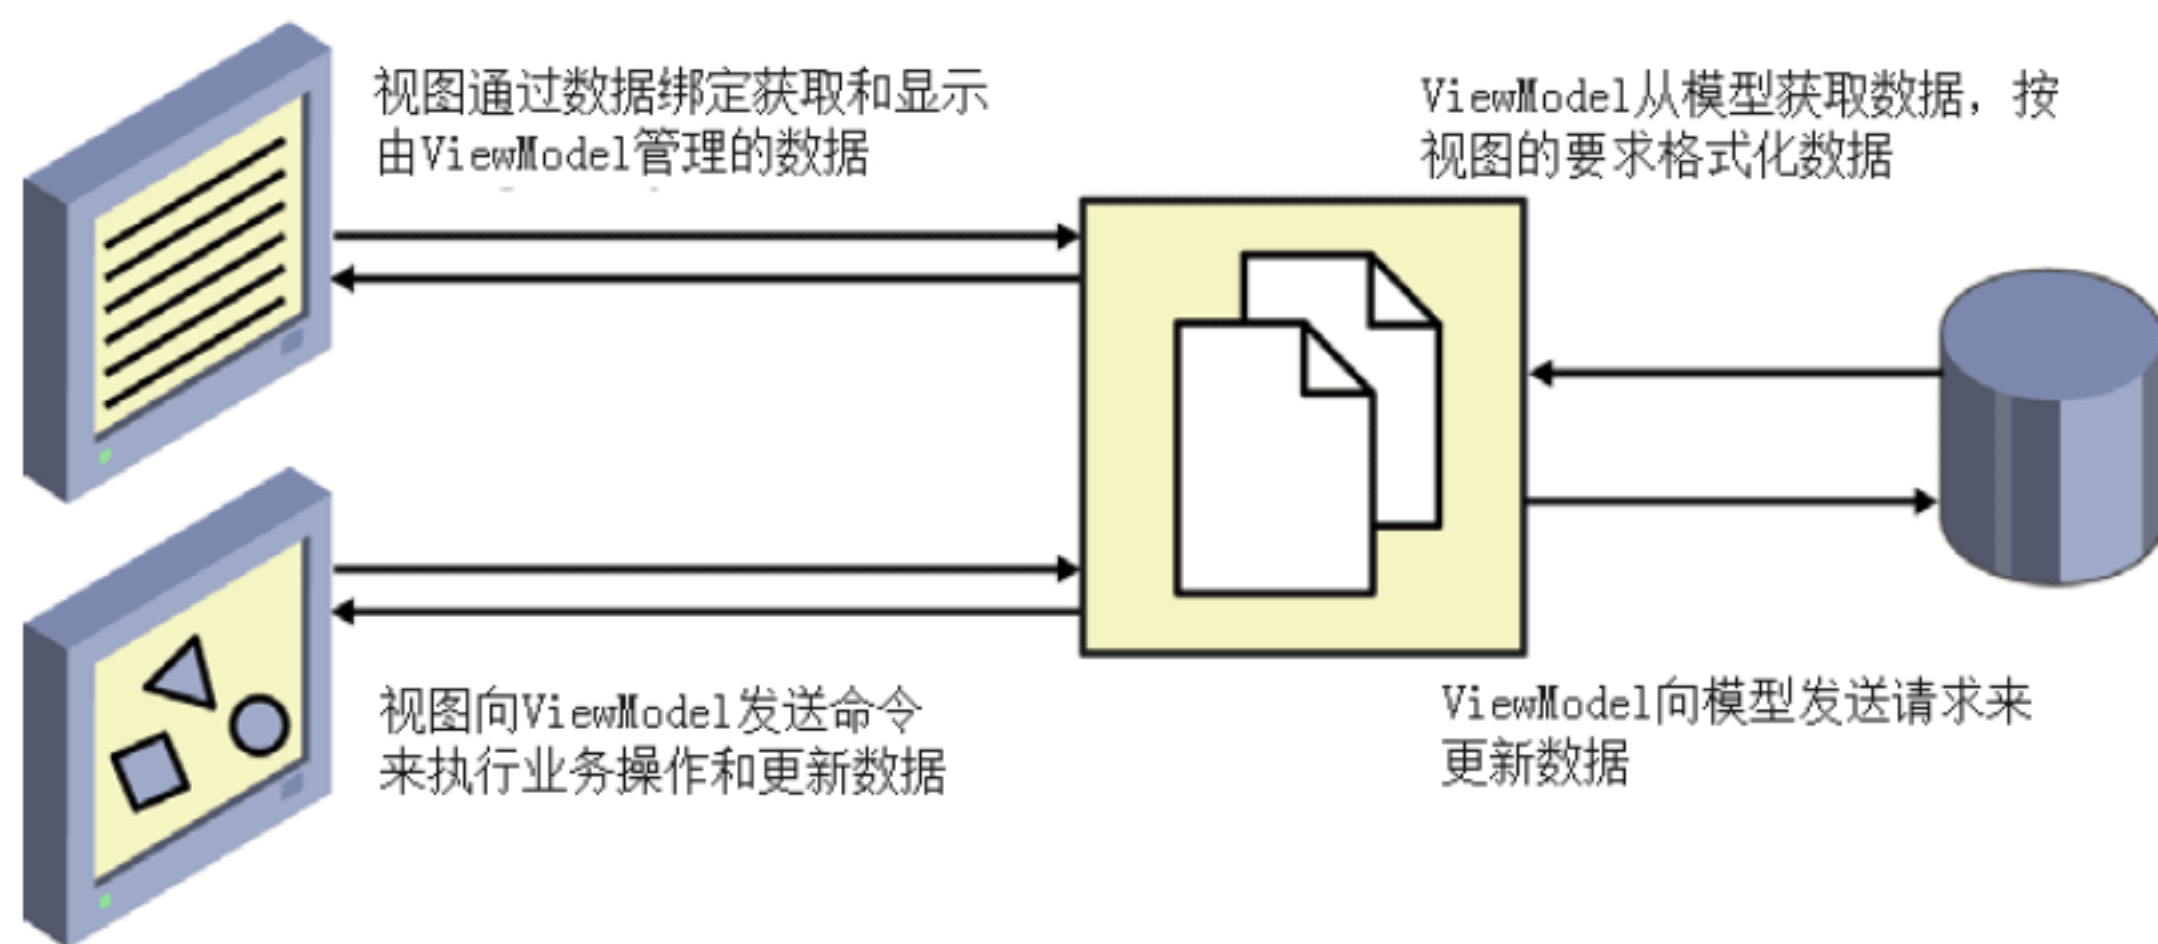 视图通过数据绑定获取和显示
由ViewModel管理的数据
ViewModel从模型获取数据，按
视图的要求格式化数据
视图向ViewModel发送命令
来执行业务操作和更新数据
ViewModel向模型发送请求来
更新数据